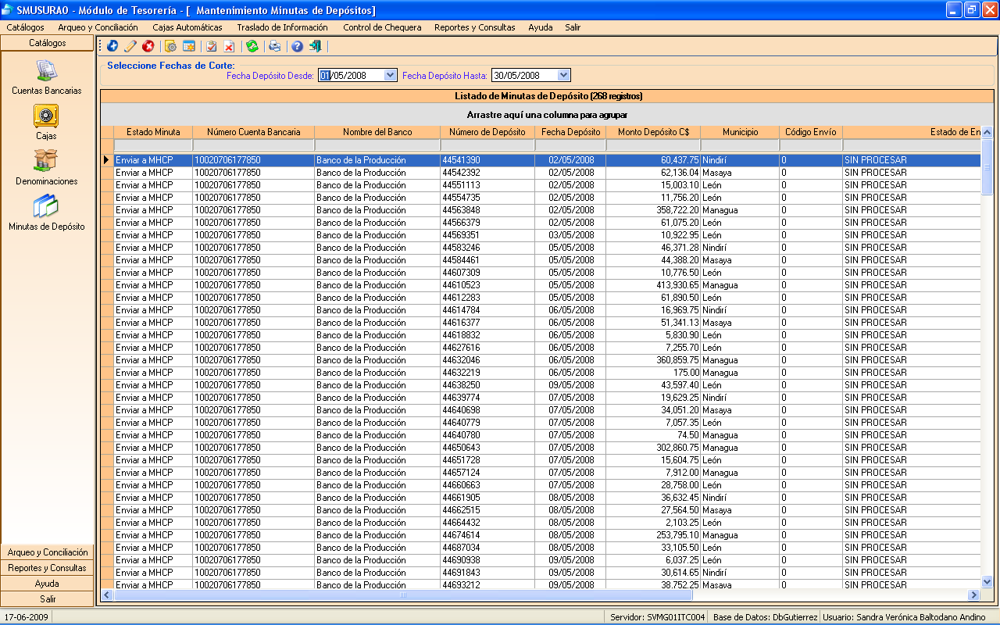 SMUSURA0 - Módulo de Tesorería - [ Mantenimiento Minutas de Depósitos]
Catálogos Arqueo y Conciliación Cajas Automáticas Traslado de Información Control de Chequera Reportes y Consultas Ayuda Salir
Catálogos
Cuentas Bancarias
Cajas
Denominaciones
Minutas de Depósito
Arqueo y Conciliación
Reportes y Consultas
Ayuda
Salir
Seleccione Fechas de Corte:
Fecha Depósito Desde: 01/05/2008 Fecha Depósito Hasta: 30/05/2008
Listado de Minutas de Depósito (268 registros)
Arrastre aquí una columna para agrupar
Estado Minuta Número Cuenta Bancaria Nombre del Banco Número de Depósito Fecha Depósito Monto Depósito C$ Municipio Código Envío Estado de En
Enviar a MHCP 10020706177850 Banco de la Producción 44541390 02/05/2008 60,437.75 Nindirí 0 SIN PROCESAR
Enviar a MHCP 10020706177850 Banco de la Producción 44542392 02/05/2008 62,136.04 Masaya 0 SIN PROCESAR
Enviar a MHCP 10020706177850 Banco de la Producción 44551113 02/05/2008 15,003.10 León 0 SIN PROCESAR
Enviar a MHCP 10020706177850 Banco de la Producción 44554735 02/05/2008 11,756.20 León 0 SIN PROCESAR
Enviar a MHCP 10020706177850 Banco de la Producción 44563848 02/05/2008 358,722.20 Managua 0 SIN PROCESAR
Enviar a MHCP 10020706177850 Banco de la Producción 44566379 02/05/2008 61,075.20 León 0 SIN PROCESAR
Enviar a MHCP 10020706177850 Banco de la Producción 44569351 03/05/2008 10,922.95 León 0 SIN PROCESAR
Enviar a MHCP 10020706177850 Banco de la Producción 44583246 05/05/2008 46,371.28 Nindirí 0 SIN PROCESAR
Enviar a MHCP 10020706177850 Banco de la Producción 44584461 05/05/2008 44,388.20 Masaya 0 SIN PROCESAR
Enviar a MHCP 10020706177850 Banco de la Producción 44607309 05/05/2008 10,776.50 León 0 SIN PROCESAR
Enviar a MHCP 10020706177850 Banco de la Producción 44610523 05/05/2008 413,930.65 Managua 0 SIN PROCESAR
Enviar a MHCP 10020706177850 Banco de la Producción 44612283 05/05/2008 61,890.50 León 0 SIN PROCESAR
Enviar a MHCP 10020706177850 Banco de la Producción 44614784 06/05/2008 16,969.75 Nindirí 0 SIN PROCESAR
Enviar a MHCP 10020706177850 Banco de la Producción 44616377 06/05/2008 51,341.13 Masaya 0 SIN PROCESAR
Enviar a MHCP 10020706177850 Banco de la Producción 44618832 06/05/2008 5,830.90 León 0 SIN PROCESAR
Enviar a MHCP 10020706177850 Banco de la Producción 44627616 06/05/2008 7,255.70 León 0 SIN PROCESAR
Enviar a MHCP 10020706177850 Banco de la Producción 44632046 06/05/2008 360,859.75 Managua 0 SIN PROCESAR
Enviar a MHCP 10020706177850 Banco de la Producción 44632219 06/05/2008 175.00 Managua 0 SIN PROCESAR
Enviar a MHCP 10020706177850 Banco de la Producción 44638250 09/05/2008 43,597.40 León 0 SIN PROCESAR
Enviar a MHCP 10020706177850 Banco de la Producción 44639774 07/05/2008 19,629.25 Nindirí 0 SIN PROCESAR
Enviar a MHCP 10020706177850 Banco de la Producción 44640698 07/05/2008 34,051.20 Masaya 0 SIN PROCESAR
Enviar a MHCP 10020706177850 Banco de la Producción 44640779 07/05/2008 7,057.35 León 0 SIN PROCESAR
Enviar a MHCP 10020706177850 Banco de la Producción 44640780 07/05/2008 74.50 Managua 0 SIN PROCESAR
Enviar a MHCP 10020706177850 Banco de la Producción 44650643 07/05/2008 302,860.75 Managua 0 SIN PROCESAR
Enviar a MHCP 10020706177850 Banco de la Producción 44651728 07/05/2008 15,604.75 León 0 SIN PROCESAR
Enviar a MHCP 10020706177850 Banco de la Producción 44657124 07/05/2008 7,912.00 Managua 0 SIN PROCESAR
Enviar a MHCP 10020706177850 Banco de la Producción 44660663 07/05/2008 28,758.00 León 0 SIN PROCESAR
Enviar a MHCP 10020706177850 Banco de la Producción 44661905 08/05/2008 36,632.45 Nindirí 0 SIN PROCESAR
Enviar a MHCP 10020706177850 Banco de la Producción 44662515 08/05/2008 27,564.50 Masaya 0 SIN PROCESAR
Enviar a MHCP 10020706177850 Banco de la Producción 44664432 08/05/2008 2,103.25 León 0 SIN PROCESAR
Enviar a MHCP 10020706177850 Banco de la Producción 44674614 08/05/2008 253,795.10 Managua 0 SIN PROCESAR
Enviar a MHCP 10020706177850 Banco de la Producción 44687034 08/05/2008 33,105.50 León 0 SIN PROCESAR
Enviar a MHCP 10020706177850 Banco de la Producción 44690938 09/05/2008 6,037.25 León 0 SIN PROCESAR
Enviar a MHCP 10020706177850 Banco de la Producción 44691843 09/05/2008 30,614.65 Nindirí 0 SIN PROCESAR
Enviar a MHCP 10020706177850 Banco de la Producción 44693212 09/05/2008 38,752.25 Masaya 0 SIN PROCESAR
17-06-2009 Servidor: SVMG01ITC004 Base de Datos: DbGutierrez Usuario: Sandra Verónica Baltodano Andino